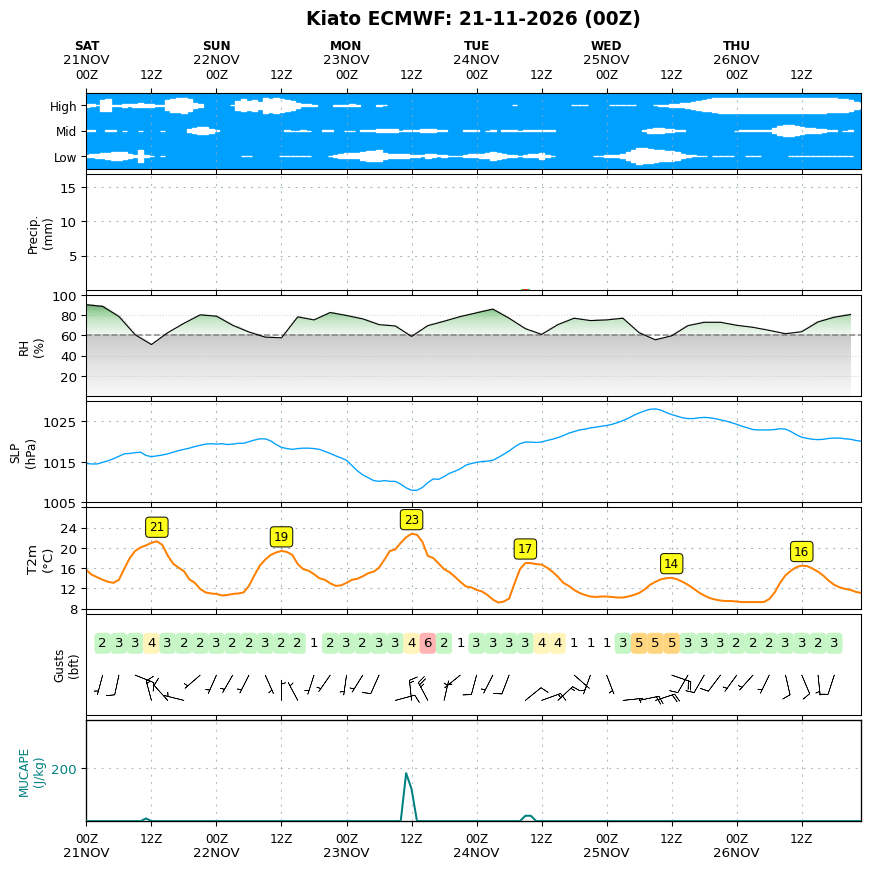 Kiato ECMWF: 21-11-2026 (00Z)
SAT SUN MON TUE WED THU
21NOV 22NOV 23NOV 24NOV 25NOV 26NOV
00Z 12Z 00Z 12Z 00Z 12Z 00Z 12Z 00Z 12Z 00Z 12Z
High
Mid
Low
Precip.
(mm)
15
10
5
RH
(%)
100
80
60
40
20
SLP
(hPa)
1025
1015
1005
T2m
(°C)
24
20
16
12
8
21 19 23 17 14 16
Gusts
(bft)
2 3 3 4 3 2 2 3 2 2 3 2 2 1 2 3 2 3 3 4 6 2 1 3 3 3 3 4 4 1 1 1 3 5 5 5 3 3 3 2 2 2 3 3 2 3
MUCAPE
(J/kg)
200
00Z 12Z 00Z 12Z 00Z 12Z 00Z 12Z 00Z 12Z 00Z 12Z
21NOV 22NOV 23NOV 24NOV 25NOV 26NOV